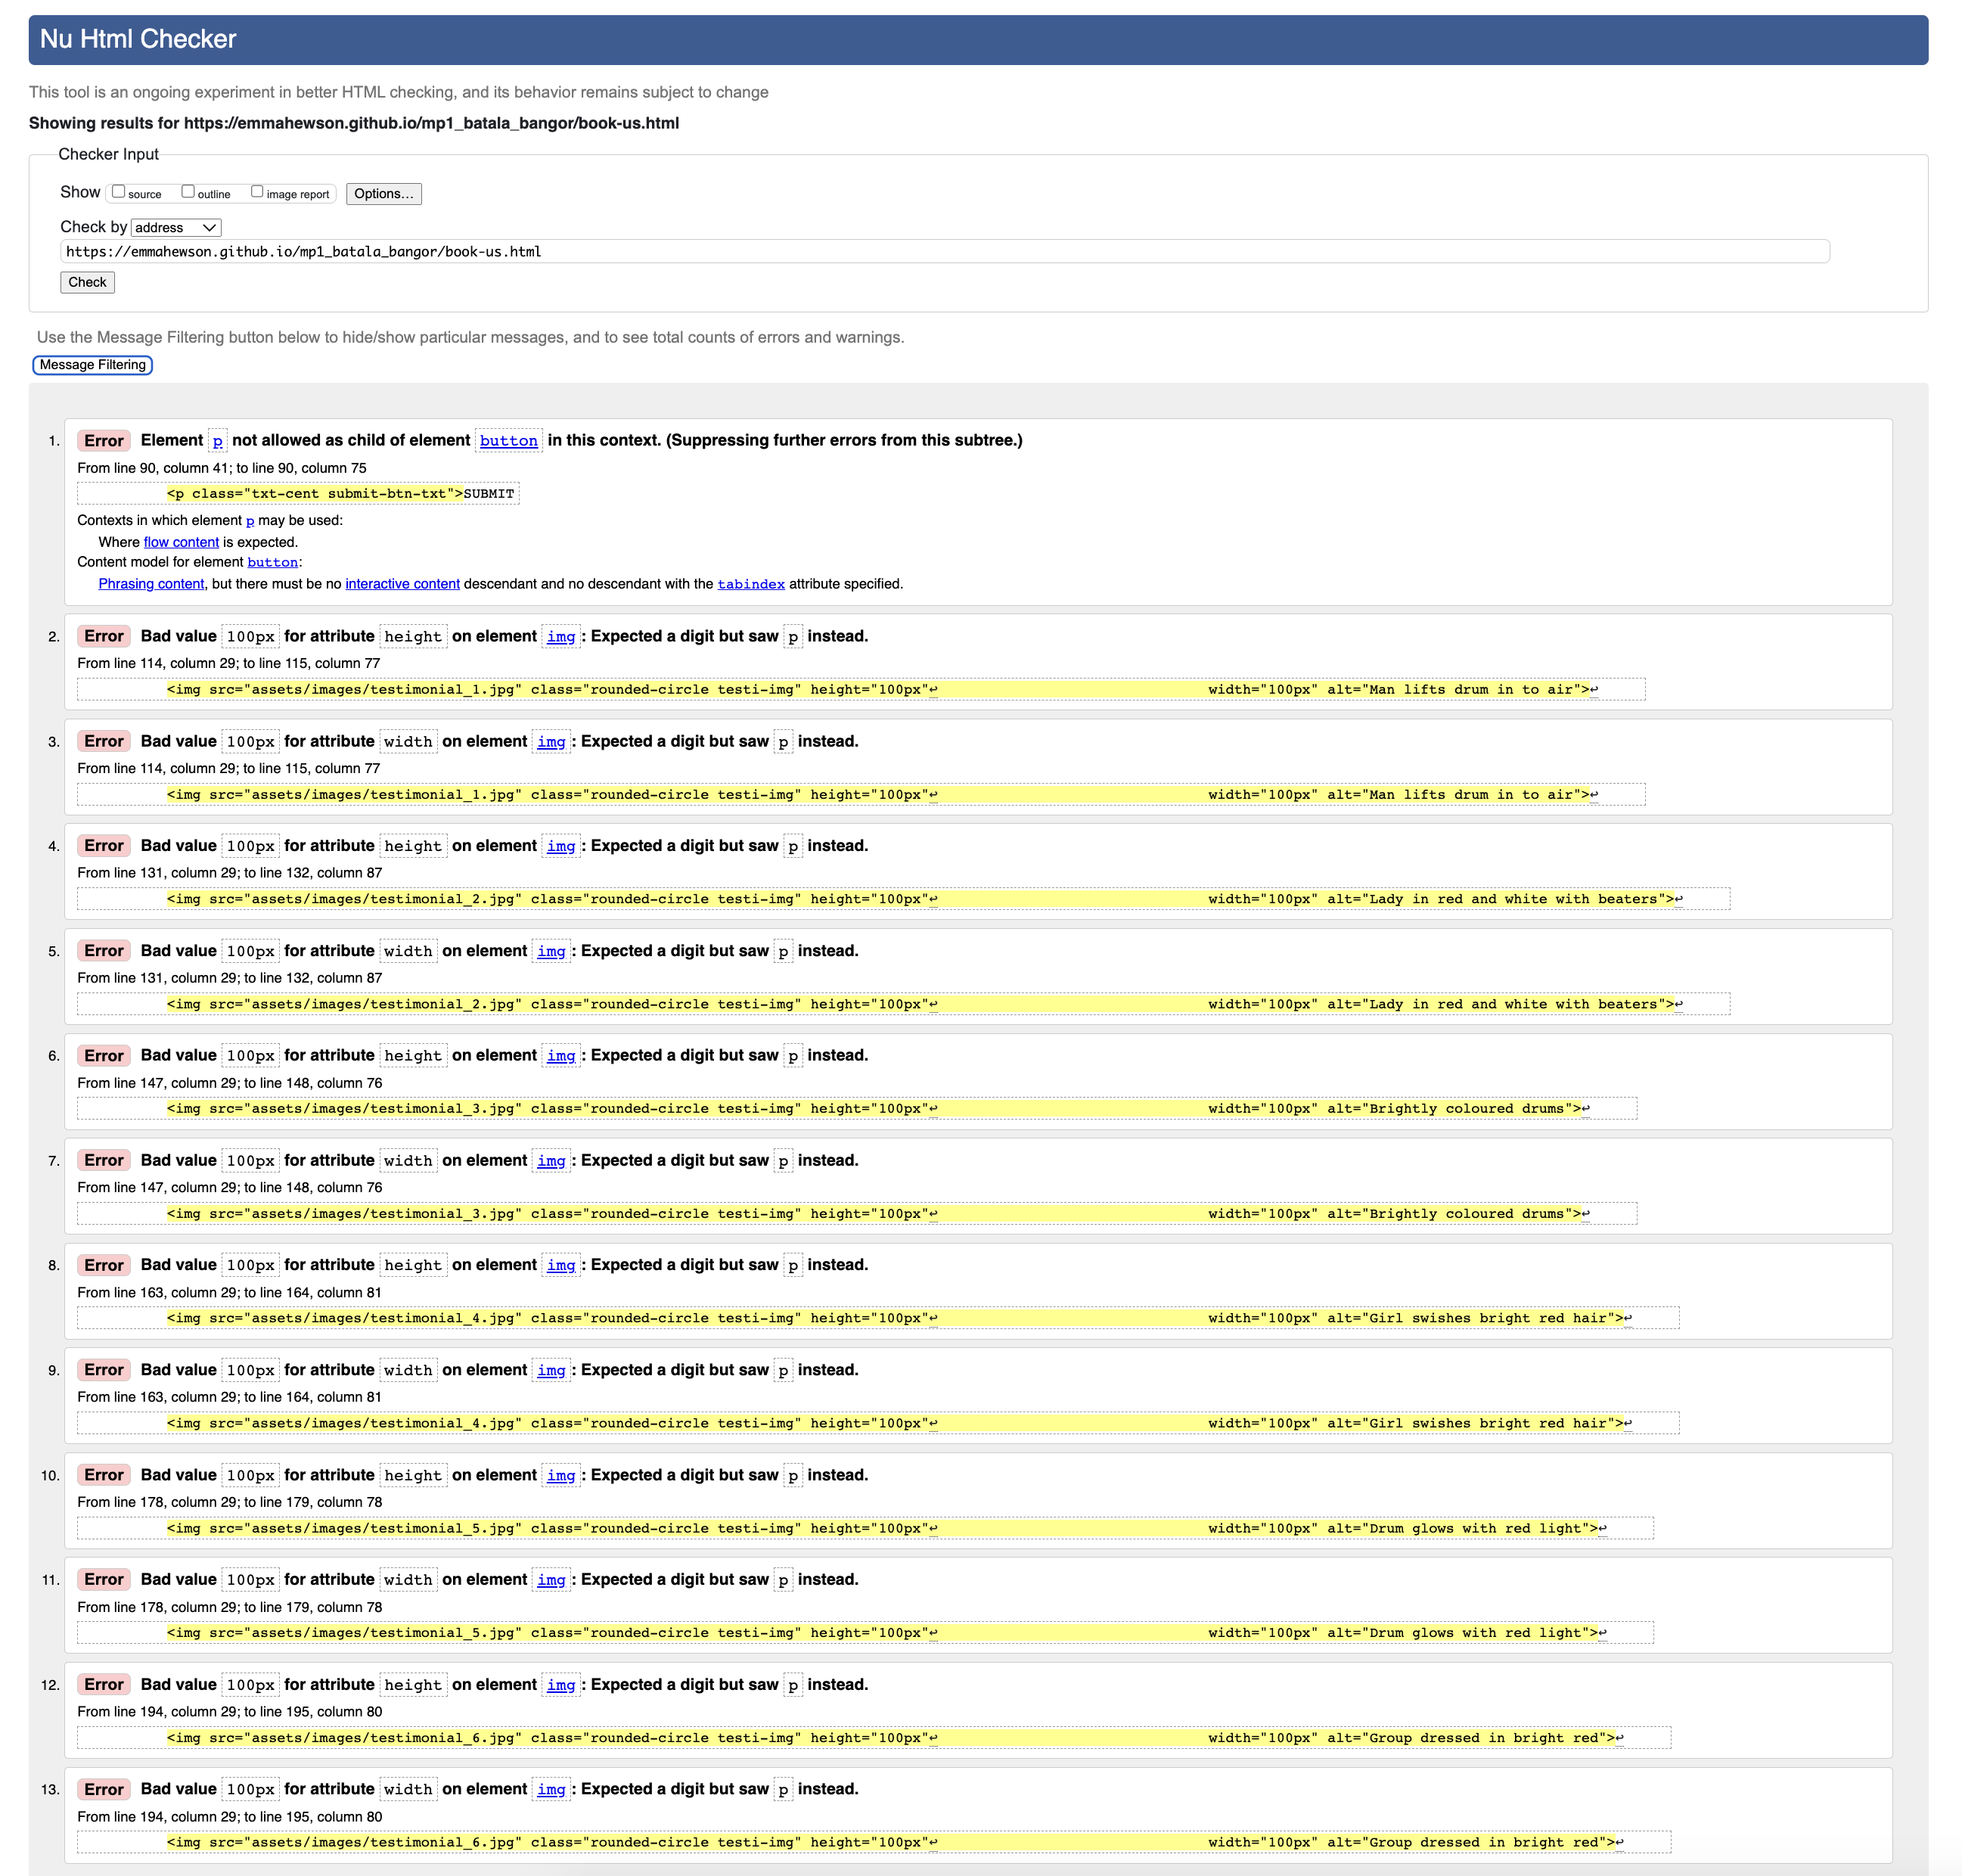 Nu Html Checker
This tool is an ongoing experiment in better HTML checking, and its behavior remains subject to change
Showing results for https://emmahewson.github.io/mp1_batala_bangor/book-us.html
Checker Input
Show source outline image report Options...
Check by address
https://emmahewson.github.io/mp1_batala_bangor/book-us.html
Check
Use the Message Filtering button below to hide/show particular messages, and to see total counts of errors and warnings.
Message Filtering
1. Error Element p not allowed as child of element button in this context. (Suppressing further errors from this subtree.)
From line 90, column 41; to line 90, column 75
<p class="txt-cent submit-btn-txt">SUBMIT
Contexts in which element p may be used:
Where flow content is expected.
Content model for element button:
Phrasing content, but there must be no interactive content descendant and no descendant with the tabindex attribute specified.
2. Error Bad value 100px for attribute height on element img: Expected a digit but saw p instead.
From line 114, column 29; to line 115, column 77
<img src="assets/images/testimonial_1.jpg" class="rounded-circle testi-img" height="100px"↩ width="100px" alt="Man lifts drum in to air">↩
3. Error Bad value 100px for attribute width on element img: Expected a digit but saw p instead.
From line 114, column 29; to line 115, column 77
<img src="assets/images/testimonial_1.jpg" class="rounded-circle testi-img" height="100px"↩ width="100px" alt="Man lifts drum in to air">↩
4. Error Bad value 100px for attribute height on element img: Expected a digit but saw p instead.
From line 131, column 29; to line 132, column 87
<img src="assets/images/testimonial_2.jpg" class="rounded-circle testi-img" height="100px"↩ width="100px" alt="Lady in red and white with beaters">↩
5. Error Bad value 100px for attribute width on element img: Expected a digit but saw p instead.
From line 131, column 29; to line 132, column 87
<img src="assets/images/testimonial_2.jpg" class="rounded-circle testi-img" height="100px"↩ width="100px" alt="Lady in red and white with beaters">↩
6. Error Bad value 100px for attribute height on element img: Expected a digit but saw p instead.
From line 147, column 29; to line 148, column 76
<img src="assets/images/testimonial_3.jpg" class="rounded-circle testi-img" height="100px"↩ width="100px" alt="Brightly coloured drums">↩
7. Error Bad value 100px for attribute width on element img: Expected a digit but saw p instead.
From line 147, column 29; to line 148, column 76
<img src="assets/images/testimonial_3.jpg" class="rounded-circle testi-img" height="100px"↩ width="100px" alt="Brightly coloured drums">↩
8. Error Bad value 100px for attribute height on element img: Expected a digit but saw p instead.
From line 163, column 29; to line 164, column 81
<img src="assets/images/testimonial_4.jpg" class="rounded-circle testi-img" height="100px"↩ width="100px" alt="Girl swishes bright red hair">↩
9. Error Bad value 100px for attribute width on element img: Expected a digit but saw p instead.
From line 163, column 29; to line 164, column 81
<img src="assets/images/testimonial_4.jpg" class="rounded-circle testi-img" height="100px"↩ width="100px" alt="Girl swishes bright red hair">↩
10. Error Bad value 100px for attribute height on element img: Expected a digit but saw p instead.
From line 178, column 29; to line 179, column 78
<img src="assets/images/testimonial_5.jpg" class="rounded-circle testi-img" height="100px"↩ width="100px" alt="Drum glows with red light">↩
11. Error Bad value 100px for attribute width on element img: Expected a digit but saw p instead.
From line 178, column 29; to line 179, column 78
<img src="assets/images/testimonial_5.jpg" class="rounded-circle testi-img" height="100px"↩ width="100px" alt="Drum glows with red light">↩
12. Error Bad value 100px for attribute height on element img: Expected a digit but saw p instead.
From line 194, column 29; to line 195, column 80
<img src="assets/images/testimonial_6.jpg" class="rounded-circle testi-img" height="100px"↩ width="100px" alt="Group dressed in bright red">↩
13. Error Bad value 100px for attribute width on element img: Expected a digit but saw p instead.
From line 194, column 29; to line 195, column 80
<img src="assets/images/testimonial_6.jpg" class="rounded-circle testi-img" height="100px"↩ width="100px" alt="Group dressed in bright red">↩